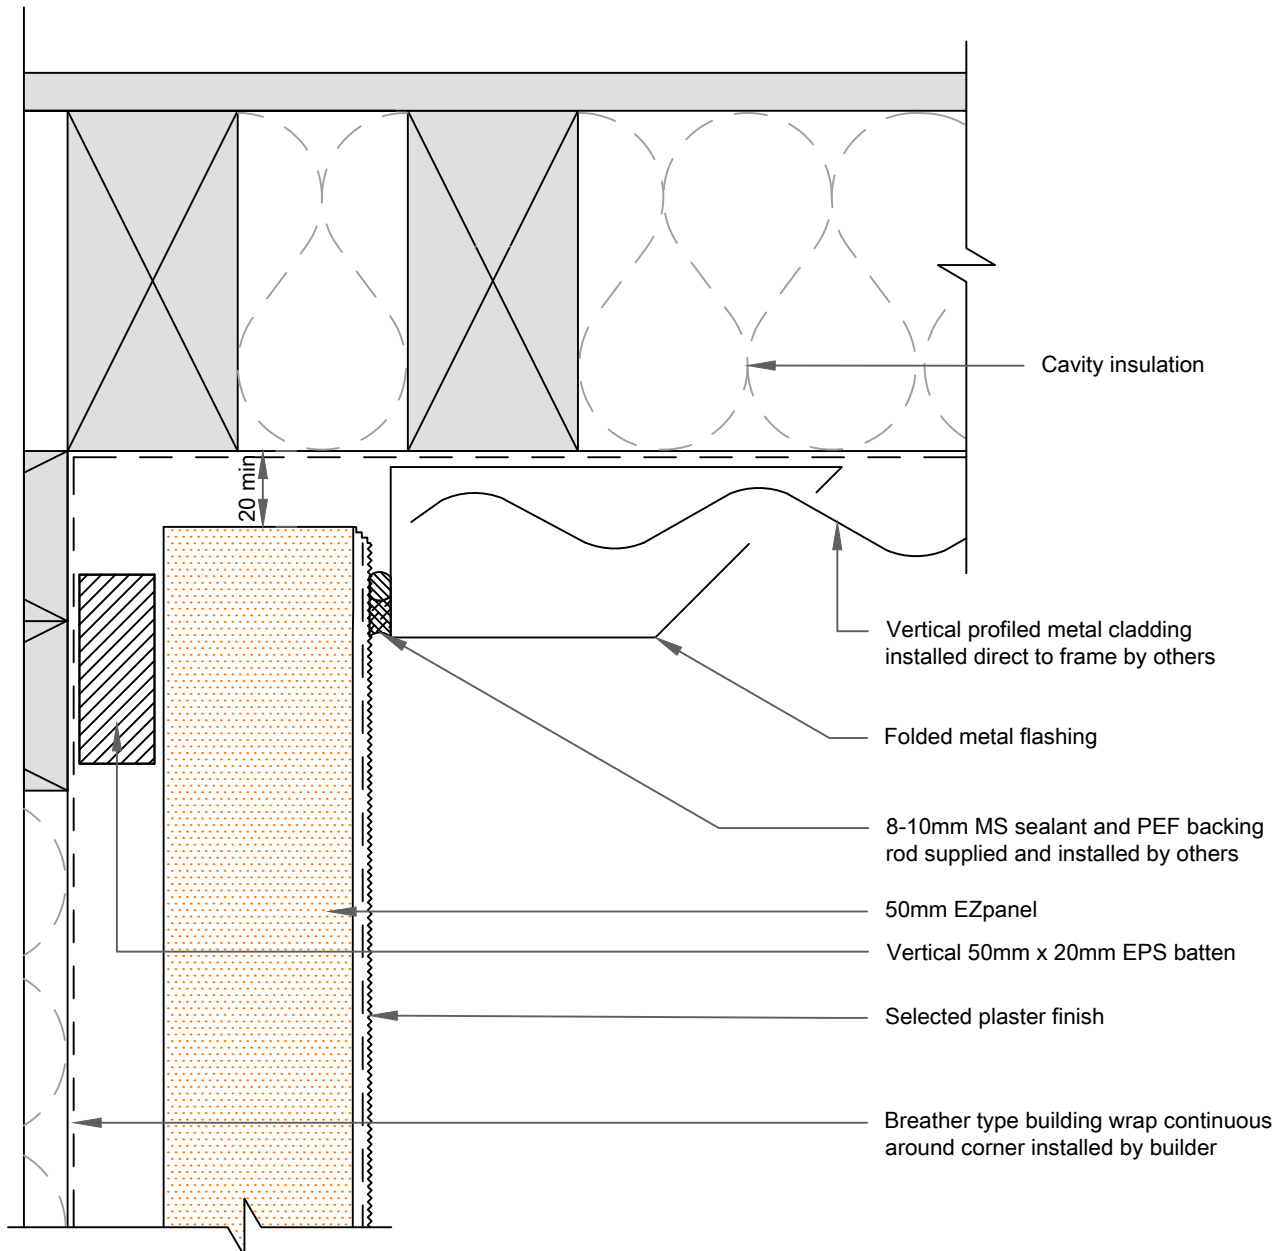 Cavity insulation
20 min
Vertical profiled metal cladding
installed direct to frame by others
Folded metal flashing
8-10mm MS sealant and PEF backing
rod supplied and installed by others
50mm EZpanel
Vertical 50mm x 20mm EPS batten
Selected plaster finish
Breather type building wrap continuous
around corner installed by builder